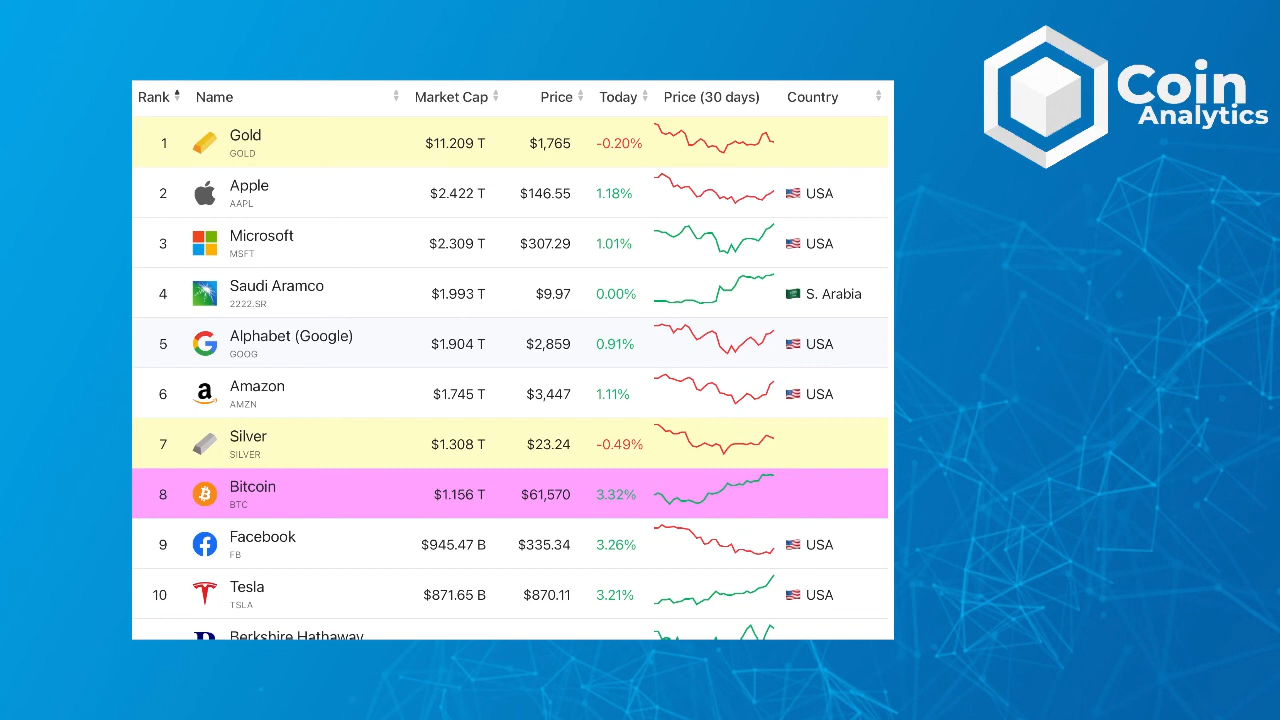 Coin
Analytics
Rank Name Market Cap Price Today Price (30 days) Country
1 Gold $11.209 T $1,765 -0.20%
GOLD
2 Apple $2.422 T $146.55 1.18% USA
AAPL
3 Microsoft $2.309 T $307.29 1.01% USA
MSFT
4 Saudi Aramco $1.993 T $9.97 0.00% S. Arabia
2222.SR
5 Alphabet (Google) $1.904 T $2,859 0.91% USA
GOOG
6 Amazon $1.745 T $3,447 1.11% USA
AMZN
7 Silver $1.308 T $23.24 -0.49%
SILVER
8 Bitcoin $1.156 T $61,570 3.32%
BTC
9 Facebook $945.47 B $335.34 3.26% USA
FB
10 Tesla $871.65 B $870.11 3.21% USA
TSLA
Berkshire Hathaway